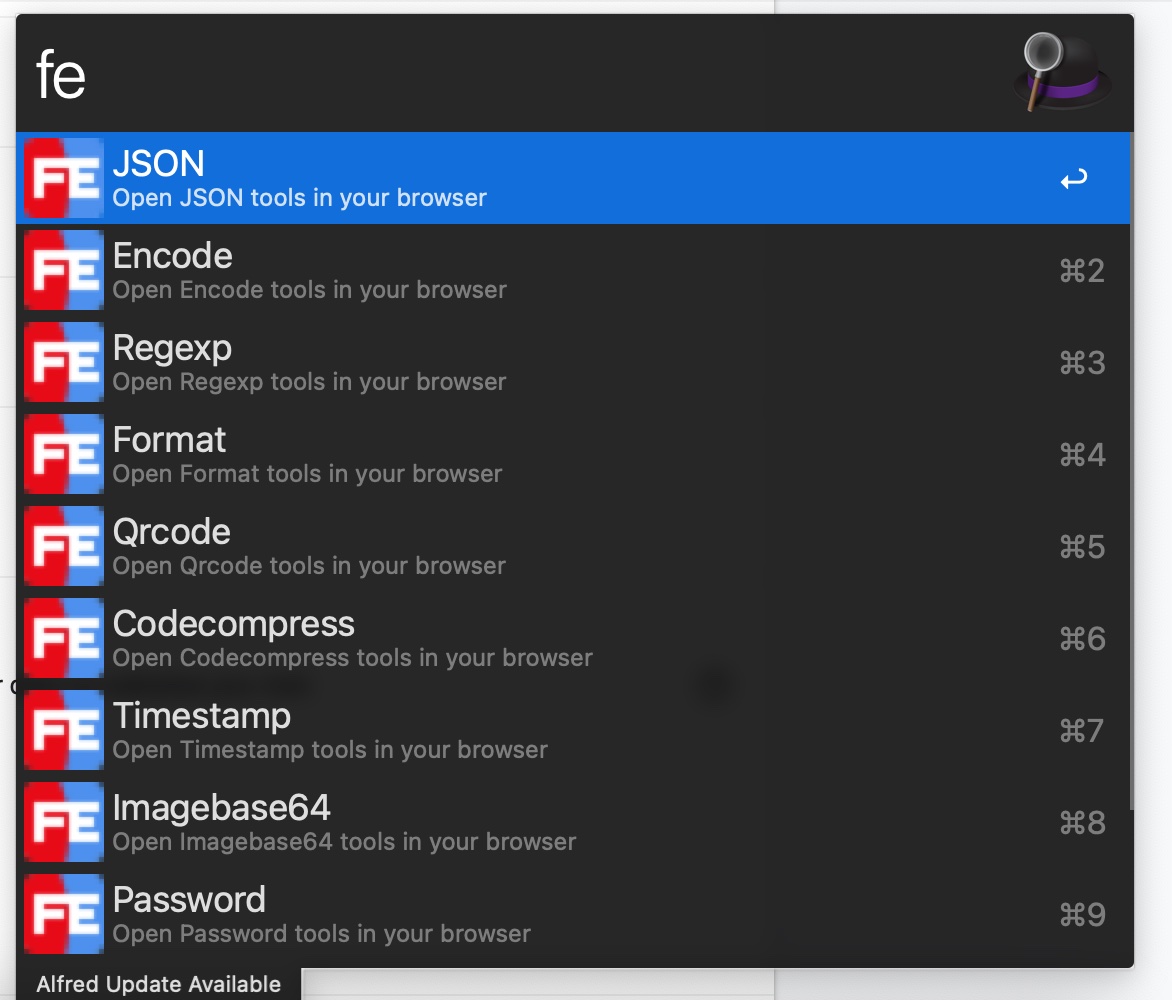 fe
FE JSON
Open JSON tools in your browser
↩
FE Encode
Open Encode tools in your browser
⌘2
FE Regexp
Open Regexp tools in your browser
⌘3
FE Format
Open Format tools in your browser
⌘4
FE Qrcode
Open Qrcode tools in your browser
⌘5
FE Codecompress
Open Codecompress tools in your browser
⌘6
FE Timestamp
Open Timestamp tools in your browser
⌘7
FE Imagebase64
Open Imagebase64 tools in your browser
⌘8
FE Password
Open Password tools in your browser
⌘9
Alfred Update Available